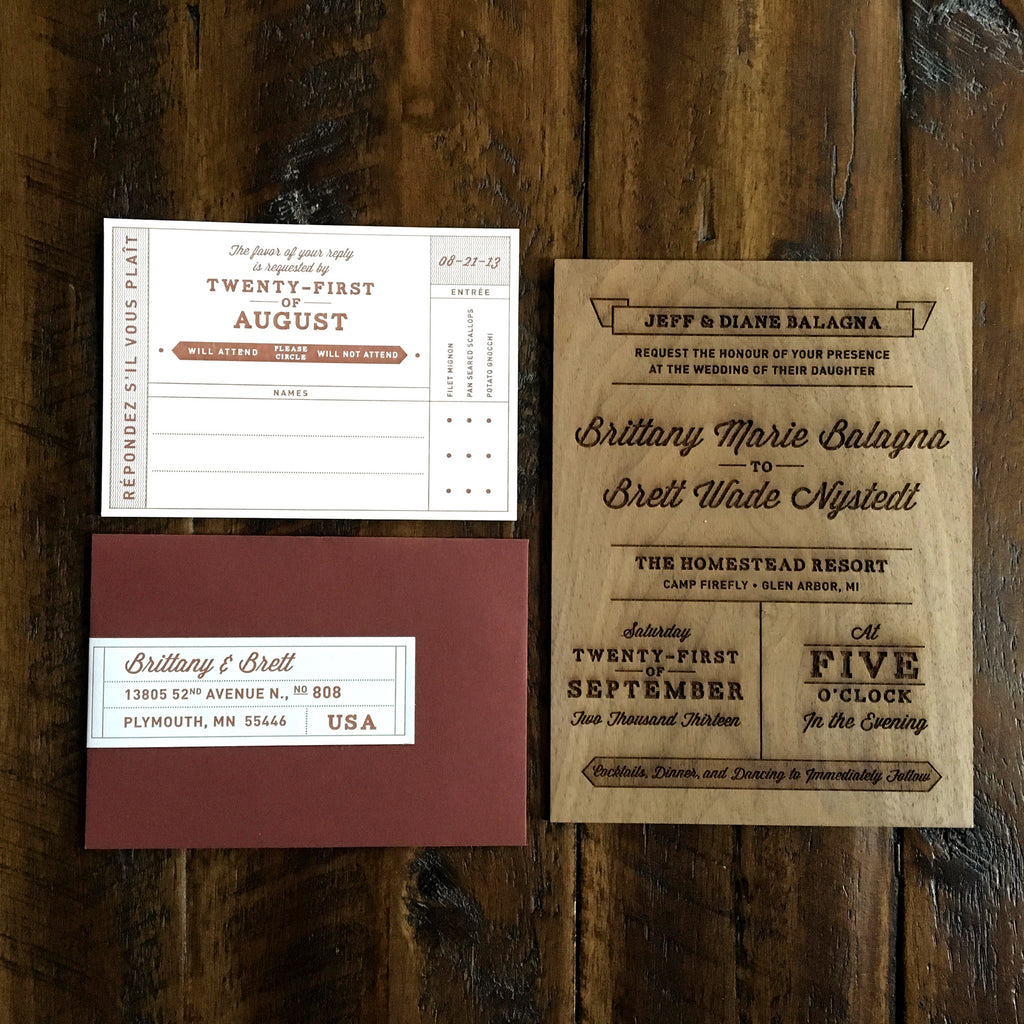 RÉPONDEZ S'IL VOUS PLAÎT
The favor of your reply
is requested by
TWENTY-FIRST
OF
AUGUST
WILL ATTEND PLEASE CIRCLE WILL NOT ATTEND
NAMES
08-21-13
ENTRÉE
FILET MIGNON
PAN SEARED SCALLOPS
POTATO GNOCCHI
Brittany & Brett
13805 52ND AVENUE N., NO 808
PLYMOUTH, MN 55446 USA
JEFF & DIANE BALAGNA
REQUEST THE HONOUR OF YOUR PRESENCE
AT THE WEDDING OF THEIR DAUGHTER
Brittany Marie Balagna
TO
Brett Wade Nystedt
THE HOMESTEAD RESORT
CAMP FIREFLY • GLEN ARBOR, MI
Saturday
TWENTY-FIRST
OF
SEPTEMBER
Two Thousand Thirteen
At
FIVE
O'CLOCK
In the Evening
Cocktails, Dinner, and Dancing to Immediately Follow